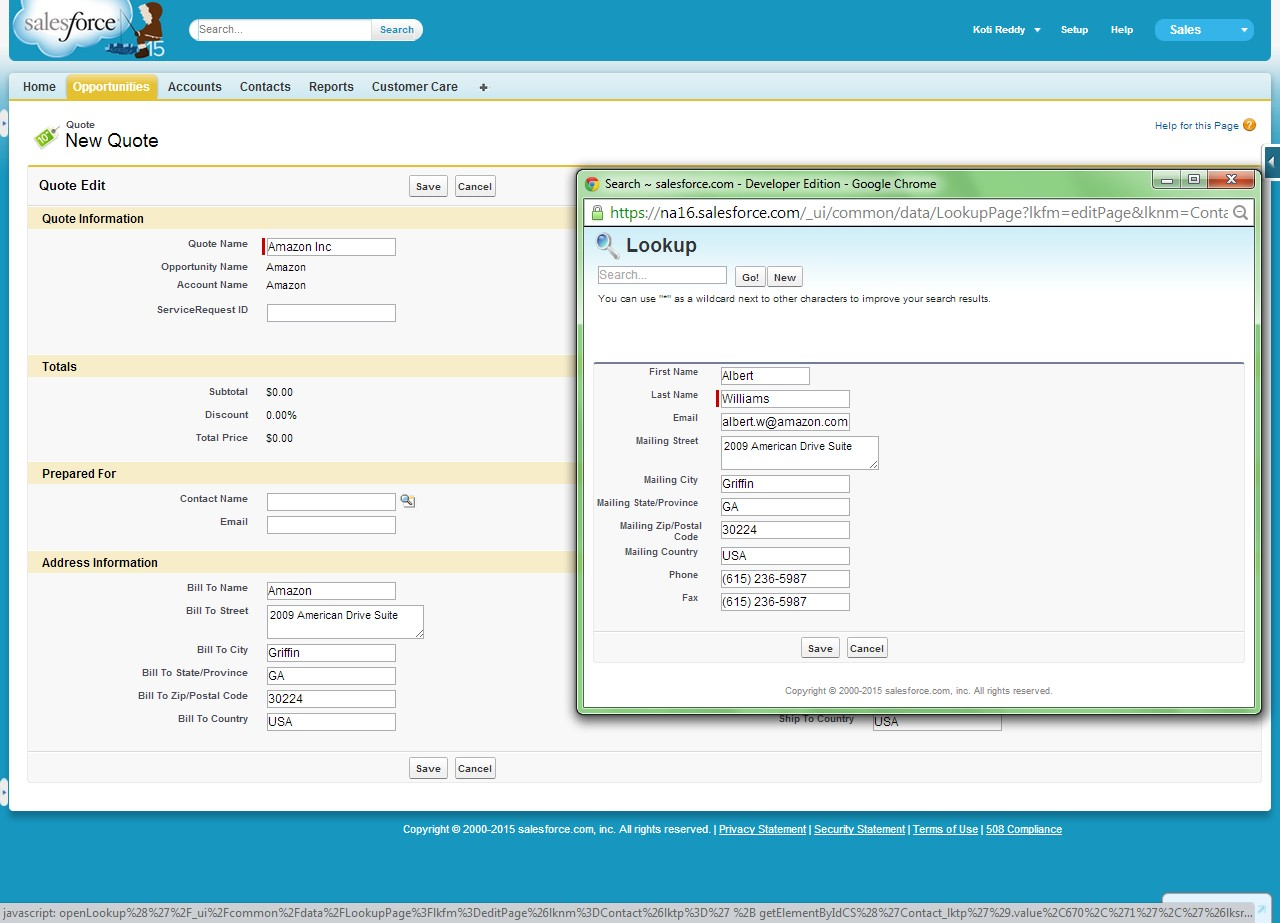 salesforce
15
Search... Search
Koti Reddy Setup Help Sales
Home Opportunities Accounts Contacts Reports Customer Care +
Quote
New Quote
Help for this Page ?
Quote Edit Save Cancel
Quote Information
Quote Name Amazon Inc
Opportunity Name Amazon
Account Name Amazon
ServiceRequest ID
Totals
Subtotal $0.00
Discount 0.00%
Total Price $0.00
Prepared For
Contact Name
Email
Address Information
Bill To Name Amazon
Bill To Street 2009 American Drive Suite
Bill To City Griffin
Bill To State/Province GA
Bill To Zip/Postal Code 30224
Bill To Country USA
Ship To Country USA
Save Cancel
Search ~ salesforce.com - Developer Edition - Google Chrome
https://na16.salesforce.com/_ui/common/data/LookupPage?lkfm=editPage&lknm=Conta
Lookup
Search... Go! New
You can use "*" as a wildcard next to other characters to improve your search results.
First Name Albert
Last Name Williams
Email albert.w@amazon.com
Mailing Street 2009 American Drive Suite
Mailing City Griffin
Mailing State/Province GA
Mailing Zip/Postal
Code 30224
Mailing Country USA
Phone (615) 236-5987
Fax (615) 236-5987
Save Cancel
Copyright © 2000-2015 salesforce.com, inc. All rights reserved.
Copyright © 2000-2015 salesforce.com, inc. All rights reserved. | Privacy Statement | Security Statement | Terms of Use | 508 Compliance
javascript: openLookup%28%27%2F_ui%2Fcommon%2Fdata%2FLookupPage%3Flkfm%3DeditPage%26lknm%3DContact%26lktp%3D%27 %2B getElementByIdCS%28%27Contact_lktp%27%29.value%2C670%2C%271%27%2C%27%26lksr...